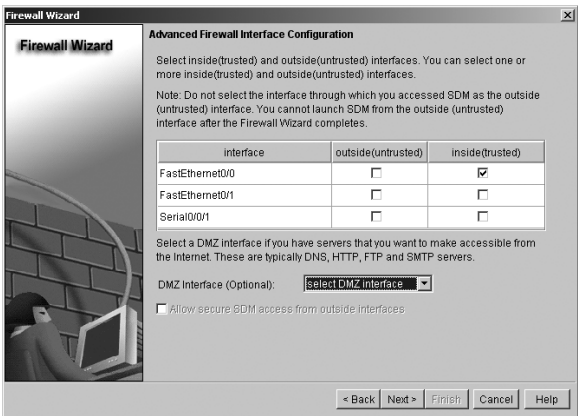 Firewall Wizard
Firewall Wizard
Advanced Firewall Interface Configuration
Select inside(trusted) and outside(untrusted) interfaces. You can select one or
more inside(trusted) and outside(untrusted) interfaces.
Note: Do not select the interface through which you accessed SDM as the outside
(untrusted) interface. You cannot launch SDM from the outside (untrusted)
interface after the Firewall Wizard completes.
interface outside(untrusted) inside(trusted)
FastEthernet0/0
FastEthernet0/1
Serial0/0/1
Select a DMZ interface if you have servers that you want to make accessible from
the Internet. These are typically DNS, HTTP, FTP and SMTP servers.
DMZ Interface (Optional): select DMZ interface
Allow secure SDM access from outside interfaces
< Back Next > Finish Cancel Help